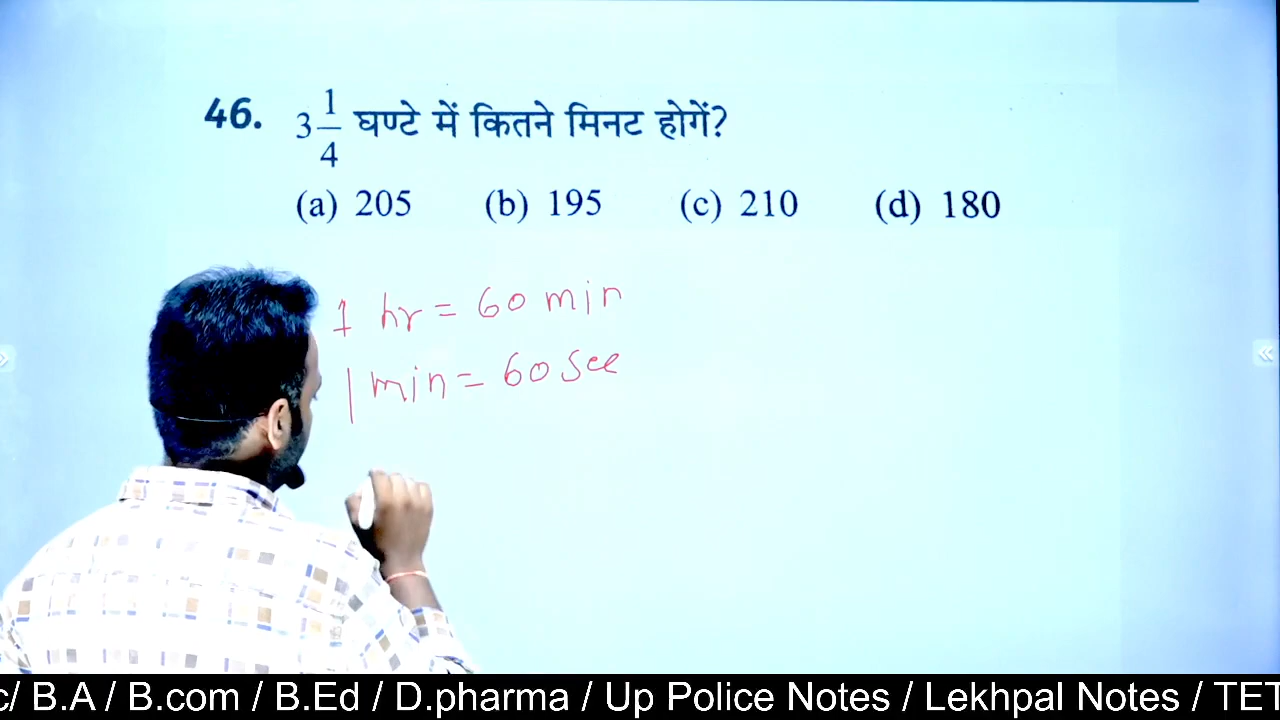 46. 3 1/4 घण्टे में कितने मिनट होगें?
(a) 205 (b) 195 (c) 210 (d) 180
1 hr = 60 min
1 min = 60 Sec
c/ B.A / B.com / B.Ed / D.pharma / Up Police Notes / Lekhpal Notes / TET